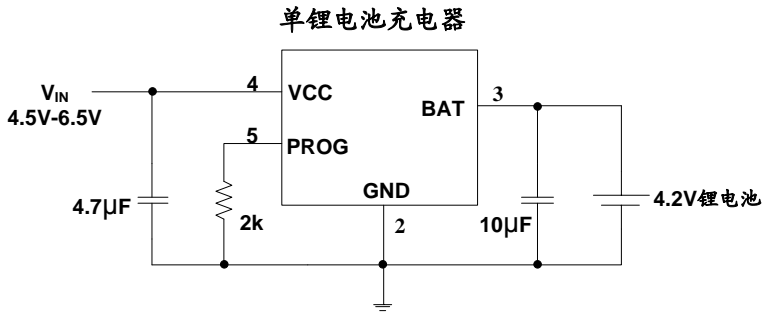 单锂电池充电器
V_IN
4.5V-6.5V
4
VCC
5
PROG
BAT
3
GND
2
4.7μF
2k
10μF
4.2V锂电池